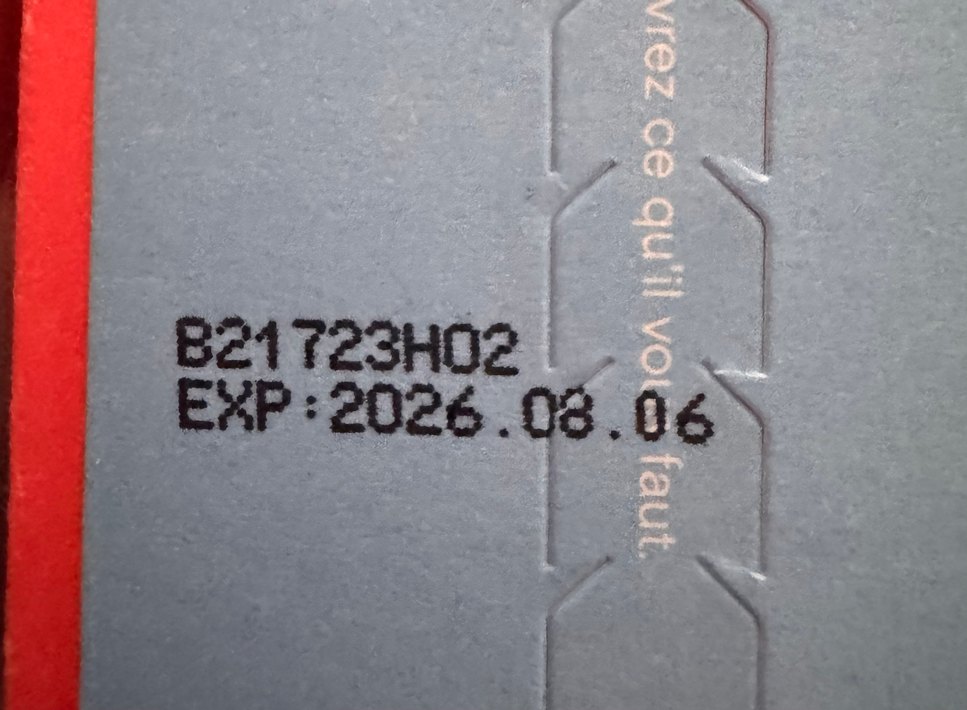 B21723H02
EXP:2026.08.06
vrez ce qu'il vous faut.